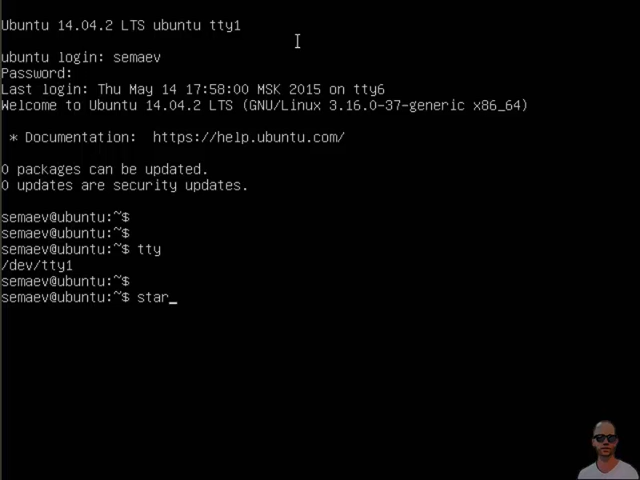 Ubuntu 14.04.2 LTS ubuntu tty1
ubuntu login: semaev
Password:
Last login: Thu May 14 17:58:00 MSK 2015 on tty6
Welcome to Ubuntu 14.04.2 LTS (GNU/Linux 3.16.0-37-generic x86_64)
* Documentation:  https://help.ubuntu.com/
0 packages can be updated.
0 updates are security updates.
semaev@ubuntu:~$
semaev@ubuntu:~$
semaev@ubuntu:~$ tty
/dev/tty1
semaev@ubuntu:~$
semaev@ubuntu:~$ star_